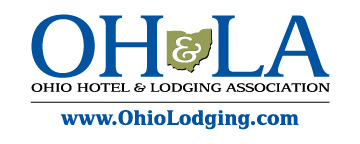 OH&LA
OHIO HOTEL & LODGING ASSOCIATION
www.OhioLodging.com